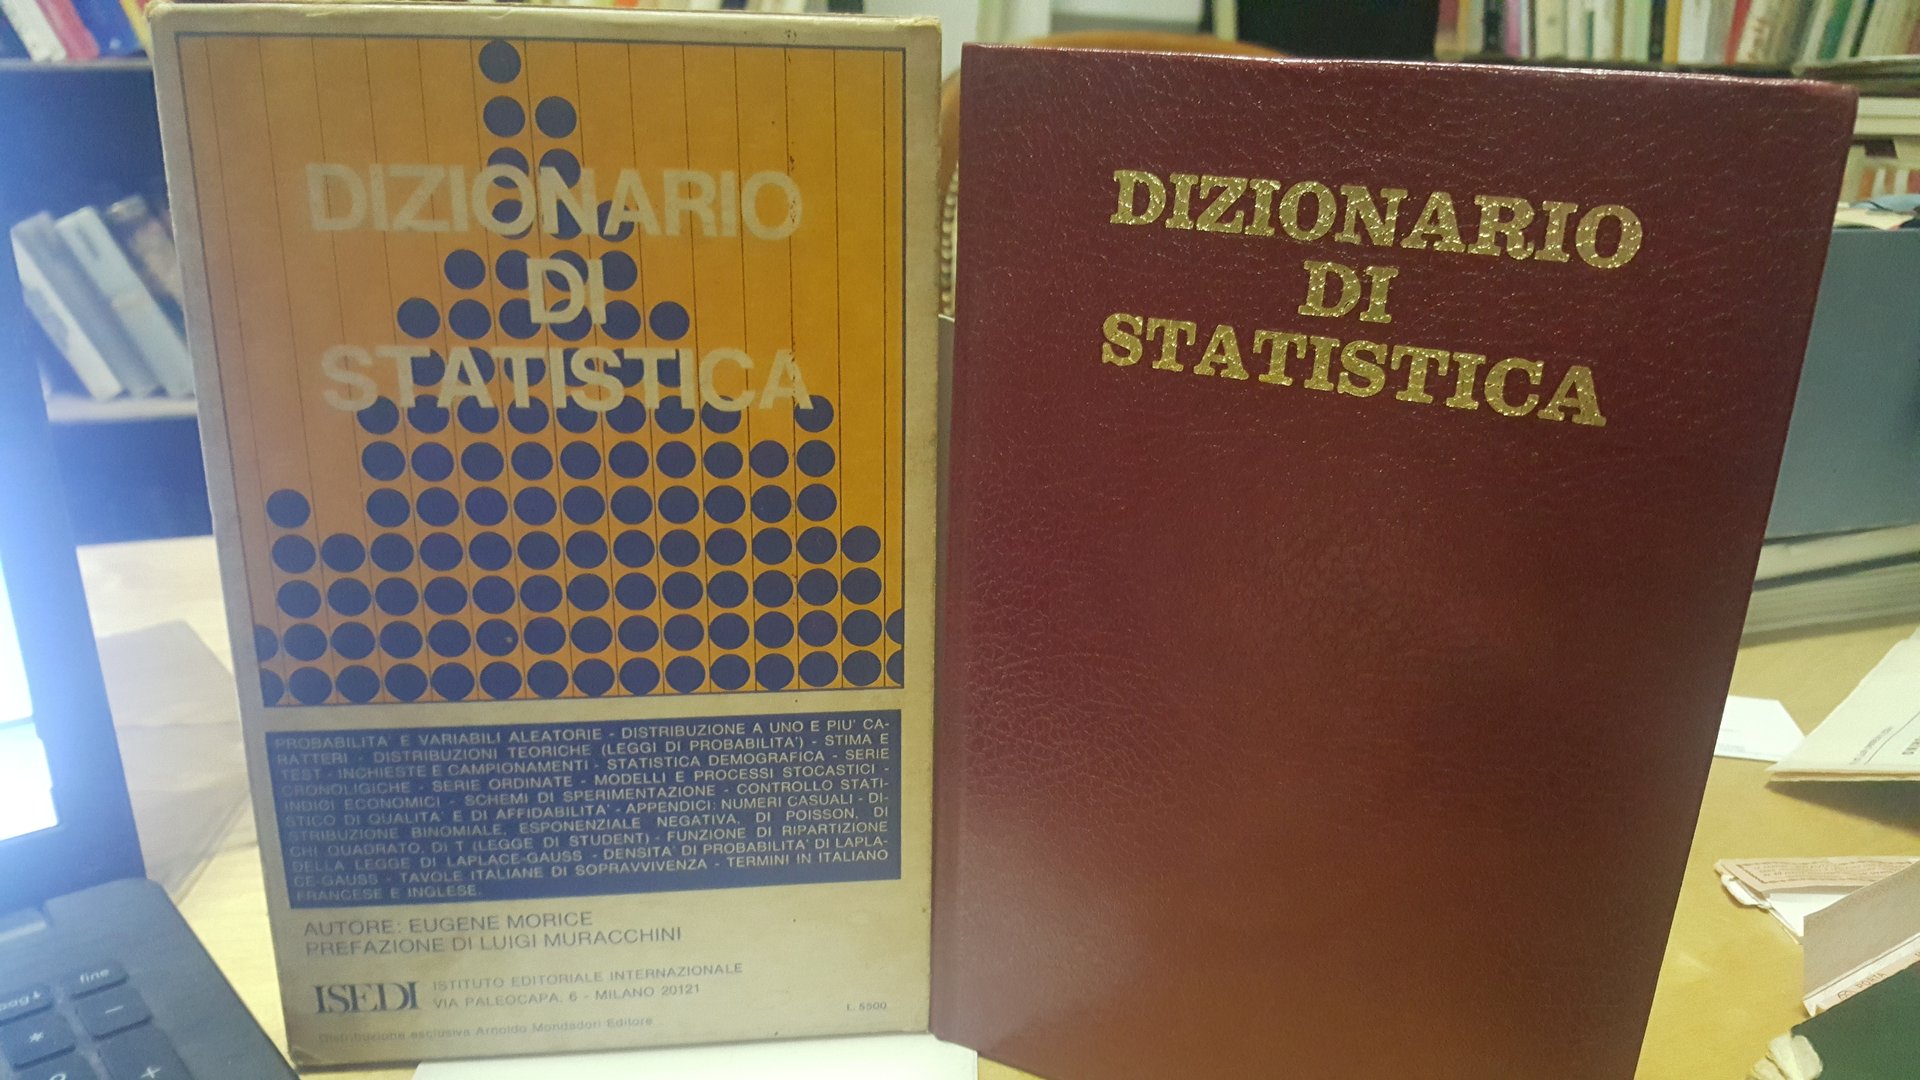 DIZIONARIO
DI
STATISTICA
PROBABILITA' E VARIABILI ALEATORIE - DISTRIBUZIONE A UNO E PIU' CA-
RATTERI - DISTRIBUZIONI TEORICHE (LEGGI DI PROBABILITA') - STIMA E
TEST - INCHIESTE E CAMPIONAMENTI - STATISTICA DEMOGRAFICA - SERIE
CRONOLIGICHE - SERIE ORDINATE - MODELLI E PROCESSI STOCASTICI -
INDICI ECONOMICI - SCHEMI DI SPERIMENTAZIONE - CONTROLLO STATI-
STICO DI QUALITA' E DI AFFIDABILITA' - APPENDICI: NUMERI CASUALI - DI-
STRIBUZIONE BINOMIALE, ESPONENZIALE NEGATIVA, DI POISSON, DI
CHI QUADRATO, DI T (LEGGE DI STUDENT) - FUNZIONE DI RIPARTIZIONE
DELLA LEGGE DI LAPLACE-GAUSS - DENSITA' DI PROBABILITA' DI LAPLA-
CE-GAUSS - TAVOLE ITALIANE DI SOPRAVVIVENZA - TERMINI IN ITALIANO
FRANCESE E INGLESE.
AUTORE: EUGENE MORICE
PREFAZIONE DI LUIGI MURACCHINI
ISEDI
ISTITUTO EDITORIALE INTERNAZIONALE
VIA PALEOCAPA, 6 - MILANO 20121
L. 5500
Distribuzione esclusiva Arnoldo Mondadori Editore
DIZIONARIO
DI
STATISTICA
fine